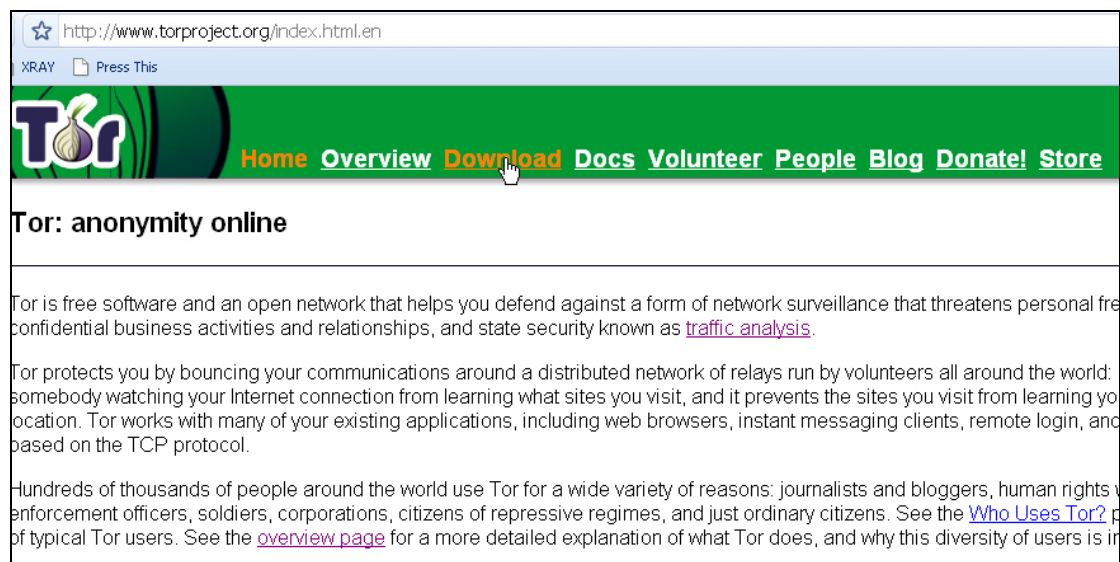 http://www.torproject.org/index.html.en
XRAY Press This
Tor
Home Overview Download Docs Volunteer People Blog Donate! Store
Tor: anonymity online
Tor is free software and an open network that helps you defend against a form of network surveillance that threatens personal fre
confidential business activities and relationships, and state security known as traffic analysis.
Tor protects you by bouncing your communications around a distributed network of relays run by volunteers all around the world:
somebody watching your Internet connection from learning what sites you visit, and it prevents the sites you visit from learning yo
location. Tor works with many of your existing applications, including web browsers, instant messaging clients, remote login, and
based on the TCP protocol.
Hundreds of thousands of people around the world use Tor for a wide variety of reasons: journalists and bloggers, human rights
enforcement officers, soldiers, corporations, citizens of repressive regimes, and just ordinary citizens. See the Who Uses Tor? p
of typical Tor users. See the overview page for a more detailed explanation of what Tor does, and why this diversity of users is